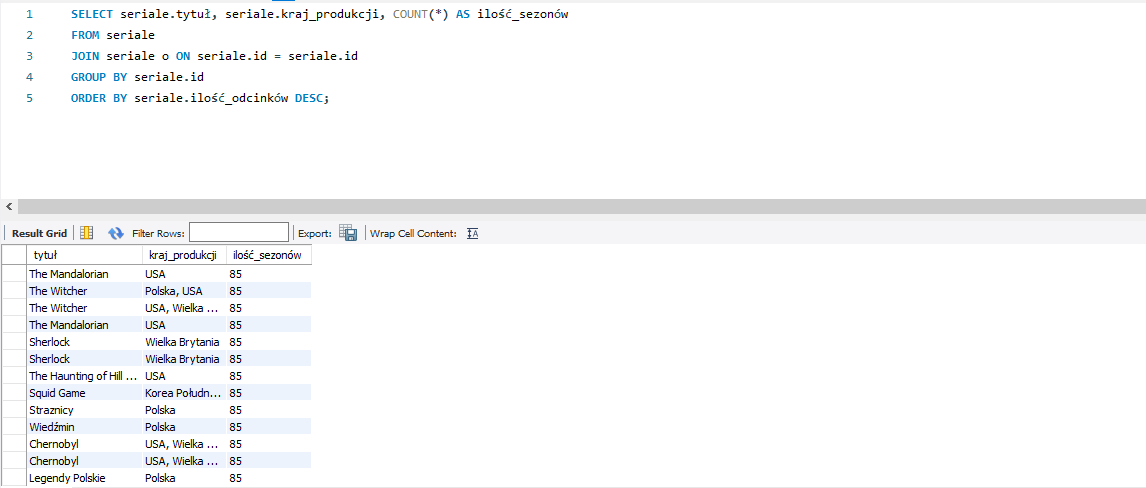 1 SELECT seriale.tytuł, seriale.kraj_produkcji, COUNT(*) AS ilość_sezonów
2 FROM seriale
3 JOIN seriale o ON seriale.id = seriale.id
4 GROUP BY seriale.id
5 ORDER BY seriale.ilość_odcinków DESC;
Result Grid Filter Rows: Export: Wrap Cell Content: IA
tytuł kraj_produkcji ilość_sezonów
The Mandalorian USA 85
The Witcher Polska, USA 85
The Witcher USA, Wielka ... 85
The Mandalorian USA 85
Sherlock Wielka Brytania 85
Sherlock Wielka Brytania 85
The Haunting of Hill ... USA 85
Squid Game Korea Połudn... 85
Straznicy Polska 85
Wiedźmin Polska 85
Chernobyl USA, Wielka ... 85
Chernobyl USA, Wielka ... 85
Legendy Polskie Polska 85